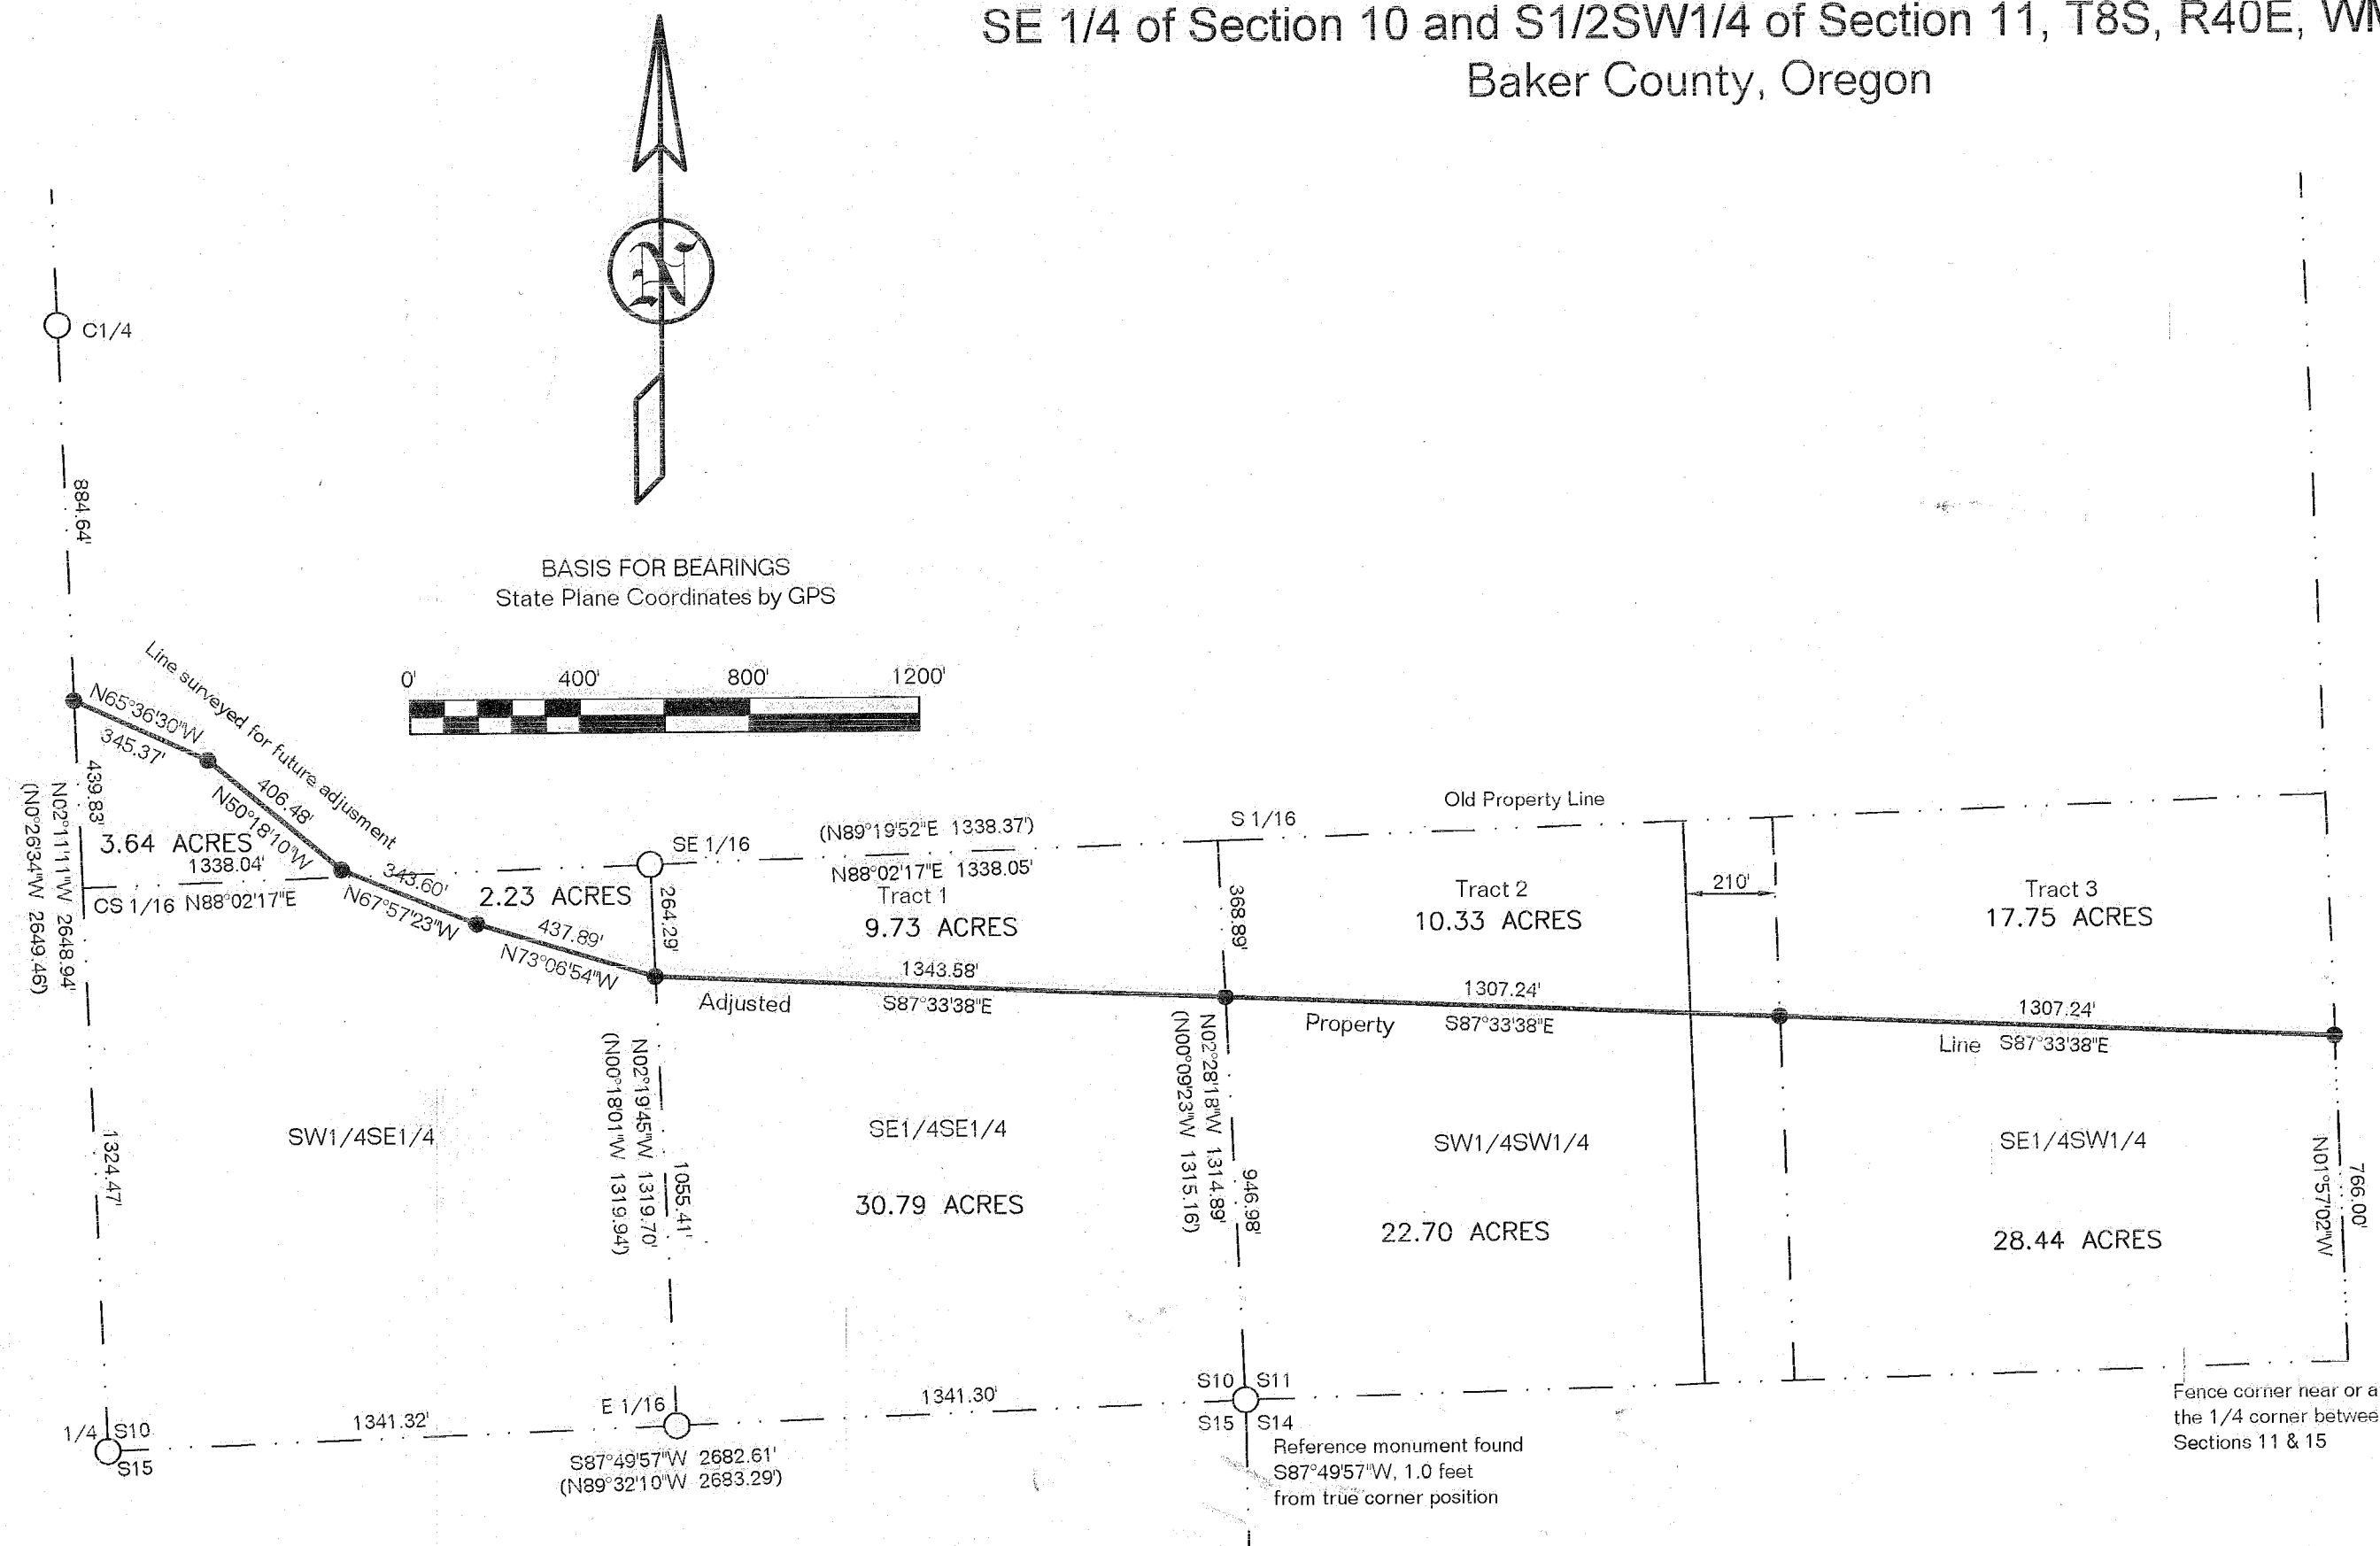 SE 1/4 of Section 10 and S1/2SW1/4 of Section 11, T8S, R40E,
Baker County, Oregon
N
C1/4
884.64'
BASIS FOR BEARINGS
State Plane Coordinates by GPS
0' 400' 800' 1200'
Line surveyed for future adjusment
N65°36'30"W
345.37'
406.48'
N50°18'10"W
439.83'
N02°11'11"W 2648.94'
(N0°26'34"W 2649.46')
3.64 ACRES
1338.04'
CS 1/16 N88°02'17"E
343.60'
N67°57'23"W
2.23 ACRES
437.89'
N73°06'54"W
SE 1/16
264.29'
(N89°19'52"E 1338.37')
N88°02'17"E 1338.05'
Tract 1
9.73 ACRES
1343.58'
Adjusted S87°33'38"E
S 1/16
Old Property Line
368.89'
Tract 2
10.33 ACRES
210'
Tract 3
17.75 ACRES
1307.24'
Property S87°33'38"E
1307.24'
Line S87°33'38"E
1324.47'
SW1/4SE1/4
N02°19'45"W 1319.70'
(N00°18'01"W 1319.94')
1055.41'
SE1/4SE1/4
30.79 ACRES
N02°28'18"W 1314.89'
(N00°09'23"W 1315.16')
946.98'
SW1/4SW1/4
22.70 ACRES
SE1/4SW1/4
28.44 ACRES
N01°57'02"W
766.00'
1/4 S10
S15
1341.32'
E 1/16
1341.30'
S87°49'57"W 2682.61'
(N89°32'10"W 2683.29')
S10 S11
S15 S14
Reference monument found
S87°49'57"W, 1.0 feet
from true corner position
Fence corner near or
the 1/4 corner
Sections 11 & 15